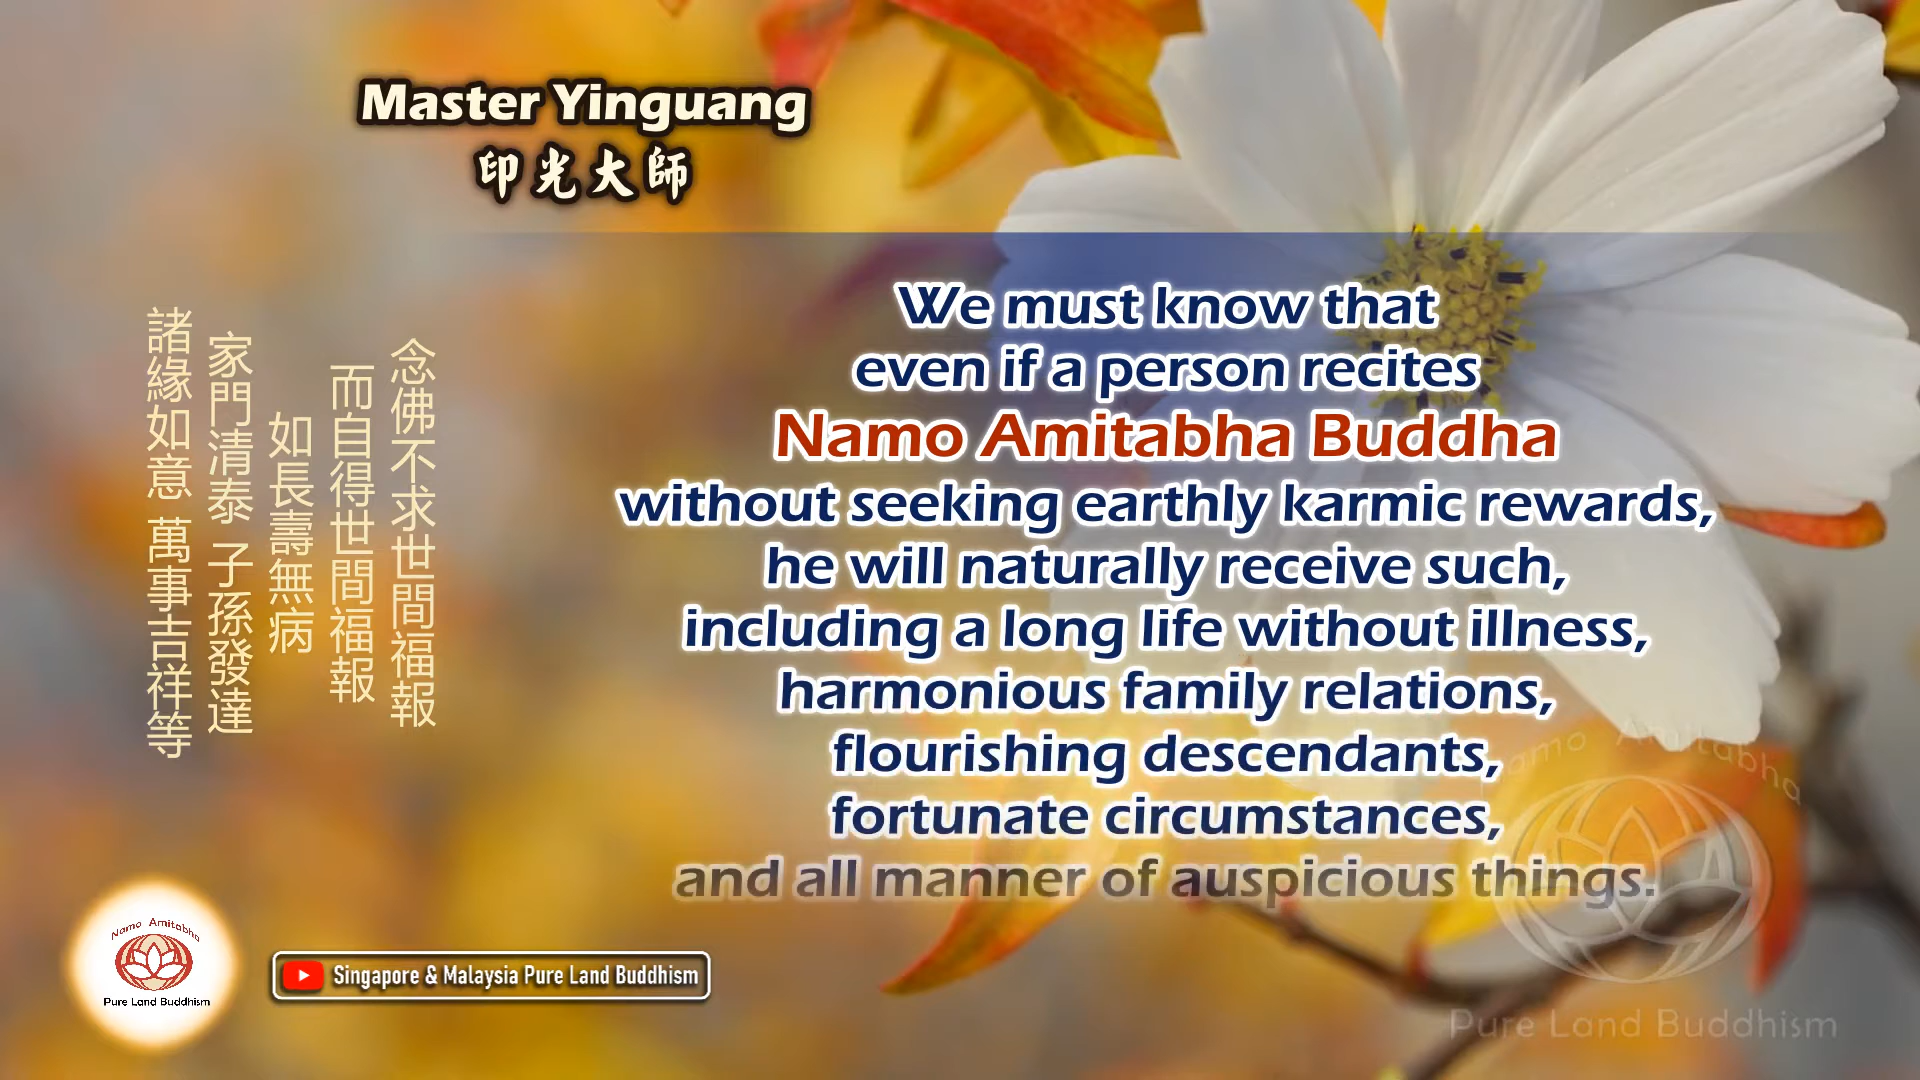 Master Yinguang
印光大師
念佛不求世間福報
而自得世間福報
如長壽無病
家門清泰 子孫發達
諸緣如意 萬事吉祥等
We must know that
even if a person recites
Namo Amitabha Buddha
without seeking earthly karmic rewards,
he will naturally receive such,
including a long life without illness,
harmonious family relations,
flourishing descendants,
fortunate circumstances,
and all manner of auspicious things.
Namo Amitabha
Pure Land Buddhism
Singapore & Malaysia Pure Land Buddhism
Namo Amitabha
Pure Land Buddhism